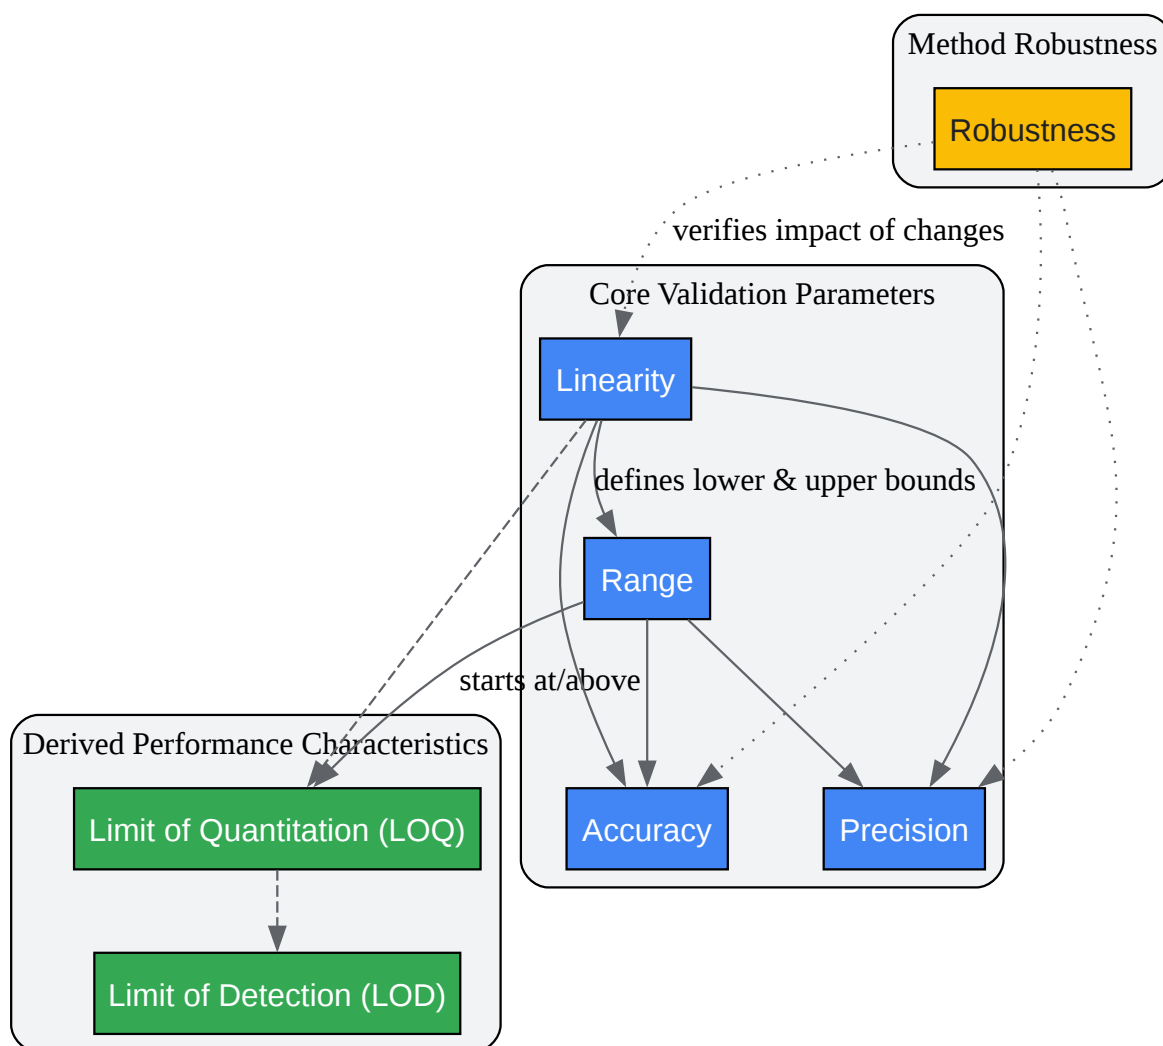 Method Robustness
Robustness
verifies impact of changes
Core Validation Parameters
Linearity
defines lower & upper bounds
Range
starts at/above
Derived Performance Characteristics
Limit of Quantitation (LOQ)
Accuracy
Precision
Limit of Detection (LOD)